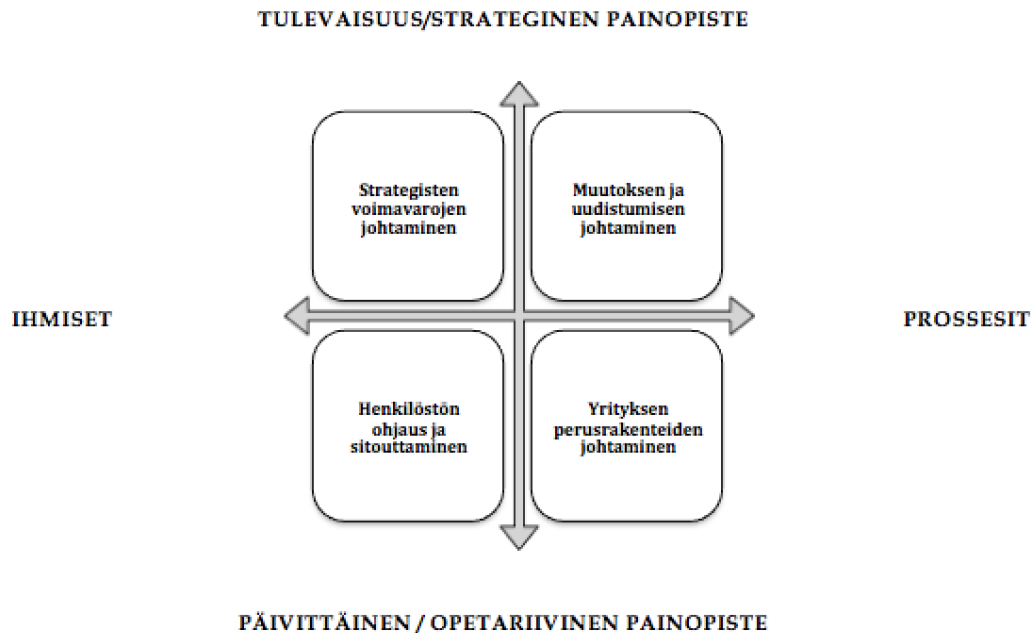 TULEVAISUUS/STRATEGINEN PAINOPISTE
Strategisten
voimavarojen
johtaminen
Muutoksen ja
uudistumisen
johtaminen
IHMISET
PROSSESIT
Henkilöstön
ohjaus ja
sitouttaminen
Yrityksen
perusrakenteiden
johtaminen
PÄIVITTÄINEN / OPETARIIVINEN PAINOPISTE